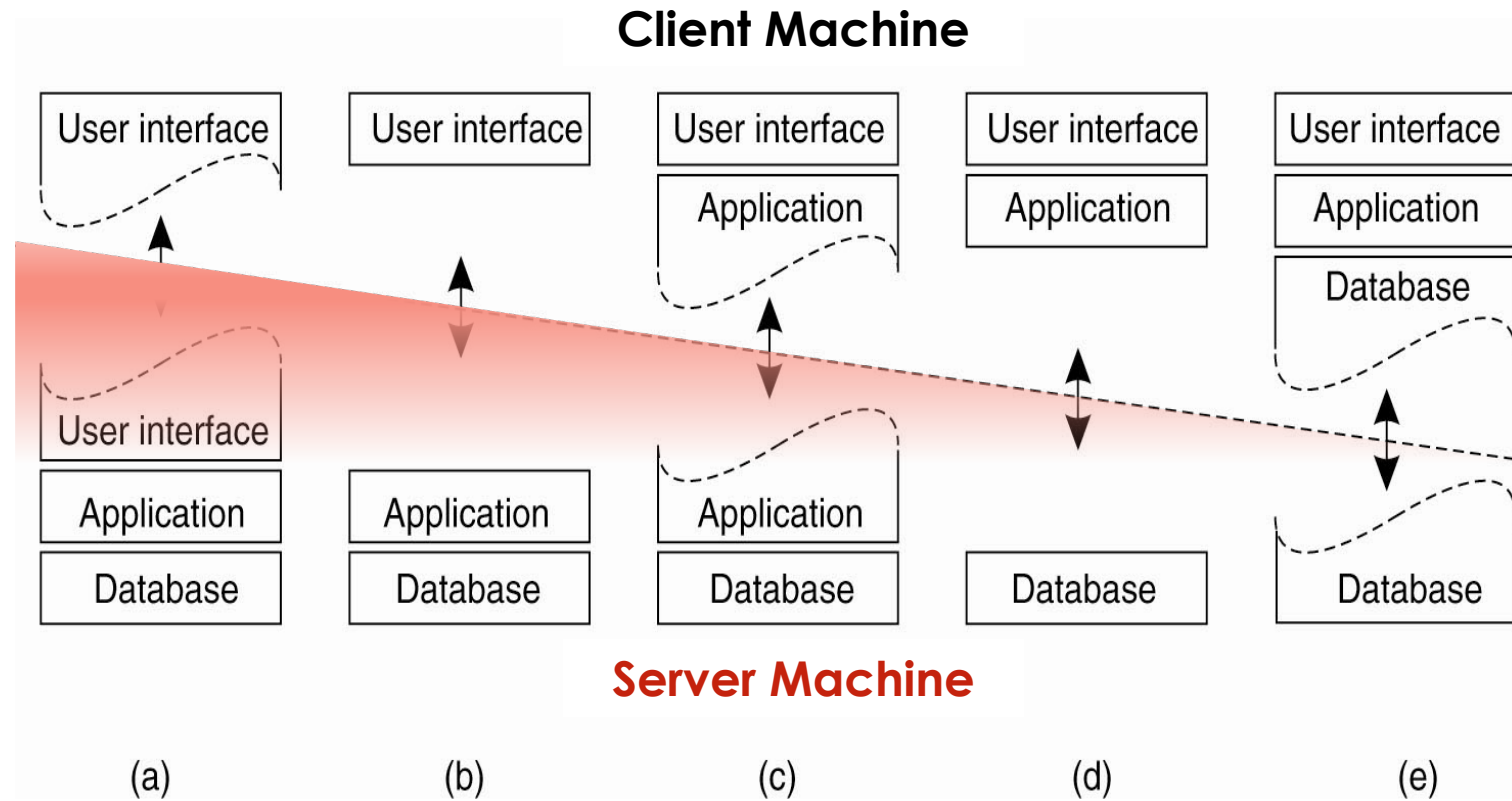 Client Machine
User interface User interface User interface User interface User interface
Application Application Application
Database
User interface
Application Application Application
Database Database Database Database Database
Server Machine
(a) (b) (c) (d) (e)